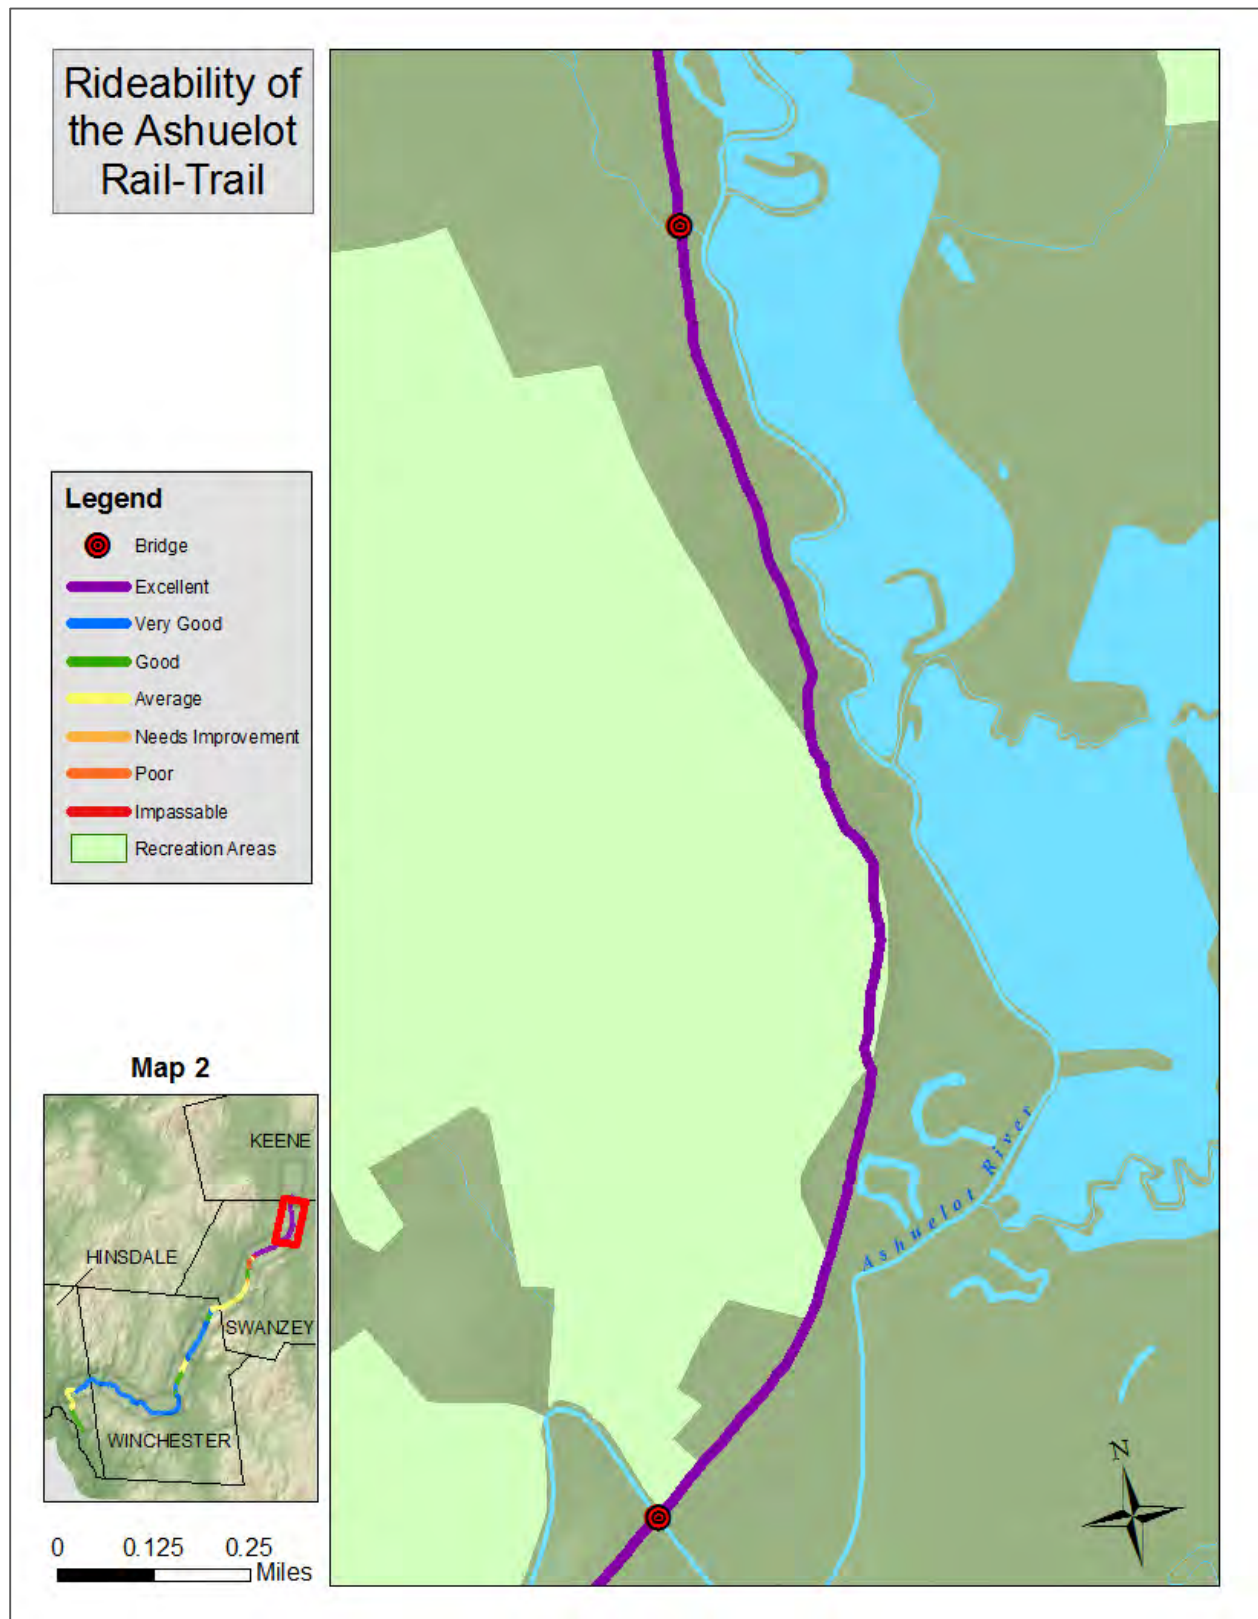 Rideability of
the Ashuelot
Rail-Trail
Legend
Bridge
Excellent
Very Good
Good
Average
Needs Improvement
Poor
Impassable
Recreation Areas
Map 2
KEENE
HINSDALE
SWANZEY
WINCHESTER
0 0.125 0.25
Miles
Ashuelot River
N